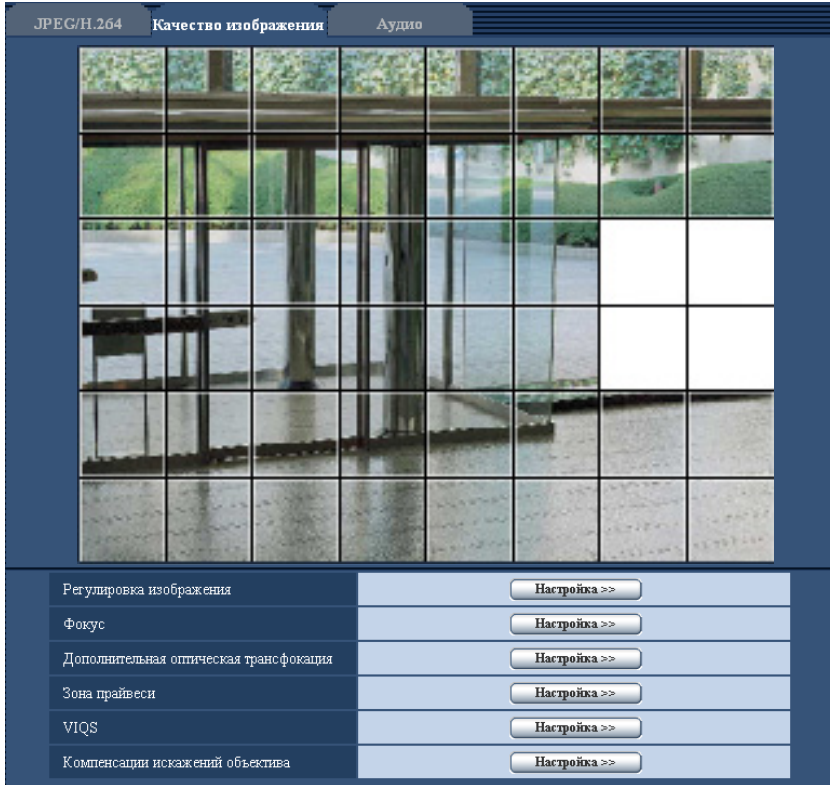 JPEG/H.264 Качество изображения Аудио
Регулировка изображения Настройка >>
Фокус Настройка >>
Дополнительная оптическая трансфокация Настройка >>
Зона прайвеси Настройка >>
VIQS Настройка >>
Компенсации искажений объектива Настройка >>